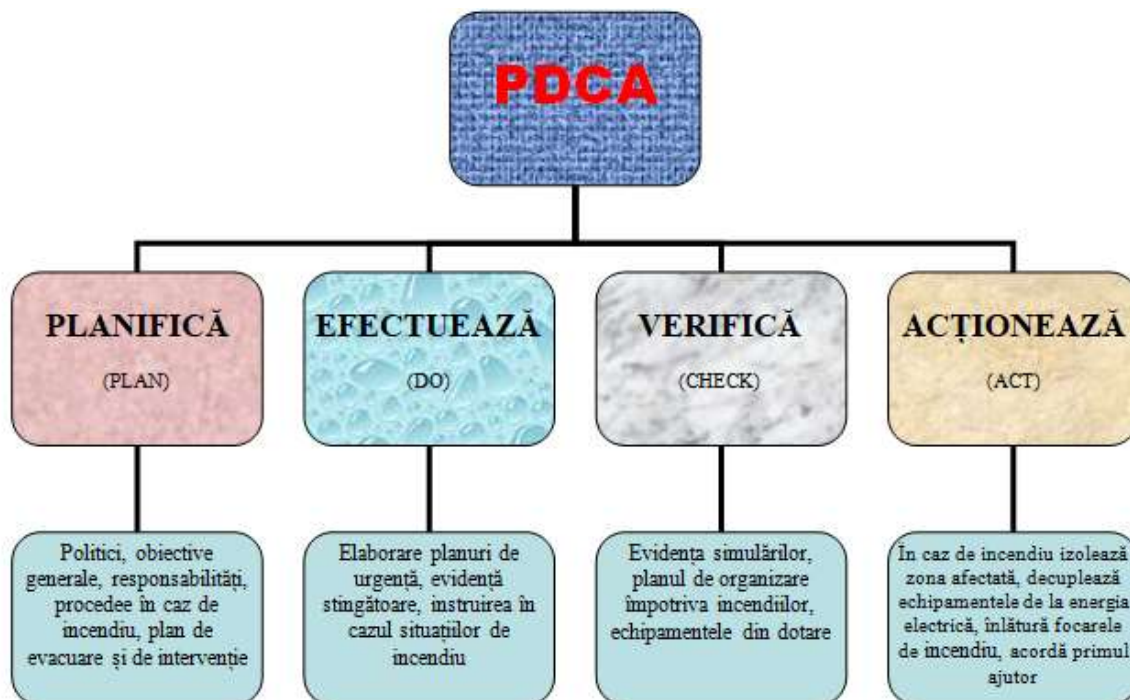 PDCA
PLANIFICĂ
(PLAN)
EFECTUEAZĂ
(DO)
VERIFICĂ
(CHECK)
ACȚIONEAZĂ
(ACT)
Politici, obiective
generale, responsabilități,
procedee în caz de
incendiu, plan de
evacuare și de intervenție
Elaborare planuri de
urgență, evidență
stingătoare, instruirea în
cazul situațiilor de
incendiu
Evidența simulărilor,
planul de organizare
împotriva incendiilor,
echipamentele din dotare
În caz de incendiu izolează
zona afectată, decuplează
echipamentele de la energia
electrică, înlătură focarele
de incendiu, acordă primul
ajutor